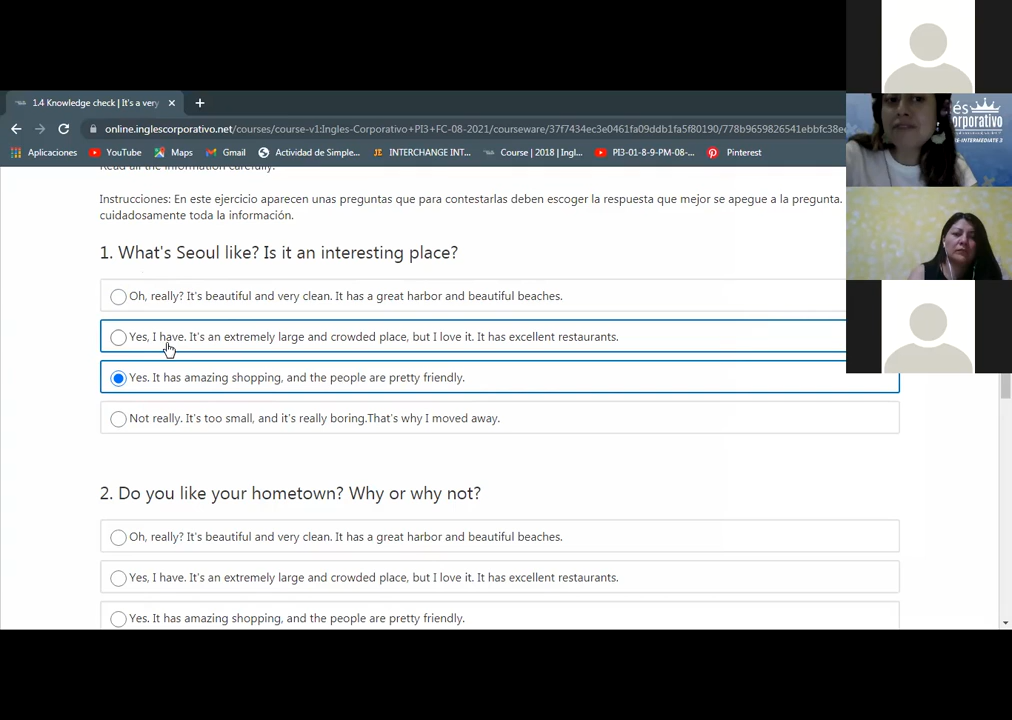 1.4 Knowledge check | It's a very
online.inglescorporativo.net/courses/course-v1:Ingles-Corporativo+PI3+FC-08-2021/courseware/37f7434ec3e0461fa09ddb1fa5f80190/778b9659826541ebbfc38e
Aplicaciones YouTube Maps Gmail Actividad de Simple... INTERCHANGE INT... Course | 2018 | Ingl... PI3-01-8-9-PM-08-... Pinterest
és
rporativo
Read all the information carefully.
Instrucciones: En este ejercicio aparecen unas preguntas que para contestarlas deben escoger la respuesta que mejor se apegue a la pregunta.
cuidadosamente toda la información.
1. What's Seoul like? Is it an interesting place?
Oh, really? It's beautiful and very clean. It has a great harbor and beautiful beaches.
Yes, I have. It's an extremely large and crowded place, but I love it. It has excellent restaurants.
Yes. It has amazing shopping, and the people are pretty friendly.
Not really. It's too small, and it's really boring.That's why I moved away.
2. Do you like your hometown? Why or why not?
Oh, really? It's beautiful and very clean. It has a great harbor and beautiful beaches.
Yes, I have. It's an extremely large and crowded place, but I love it. It has excellent restaurants.
Yes. It has amazing shopping, and the people are pretty friendly.